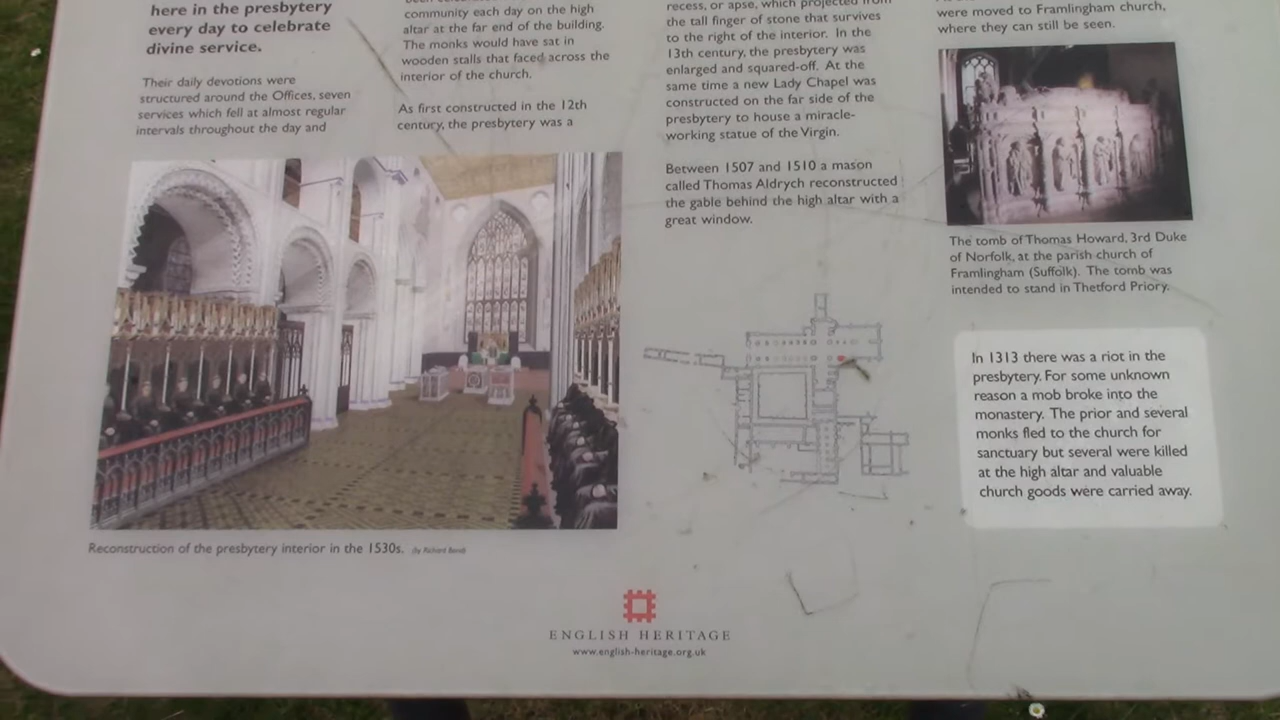 here in the presbytery
every day to celebrate
divine service.
Their daily devotions were
structured around the Offices, seven
services which fell at almost regular
intervals throughout the day and
community each day on the high
altar at the far end of the building.
The monks would have sat in
wooden stalls that faced across the
interior of the church.
As first constructed in the 12th
century, the presbytery was a
recess, or apse, which projected from
the tall finger of stone that survives
to the right of the interior. In the
13th century, the presbytery was
enlarged and squared-off. At the
same time a new Lady Chapel was
constructed on the far side of the
presbytery to house a miracle-
working statue of the Virgin.
Between 1507 and 1510 a mason
called Thomas Aldrych reconstructed
the gable behind the high altar with a
great window.
were moved to Framlingham church,
where they can still be seen.
The tomb of Thomas Howard, 3rd Duke
of Norfolk, at the parish church of
Framlingham (Suffolk). The tomb was
intended to stand in Thetford Priory.
In 1313 there was a riot in the
presbytery. For some unknown
reason a mob broke into the
monastery. The prior and several
monks fled to the church for
sanctuary but several were killed
at the high altar and valuable
church goods were carried away.
Reconstruction of the presbytery interior in the 1530s. (by Richard
ENGLISH HERITAGE
www.english-heritage.org.uk